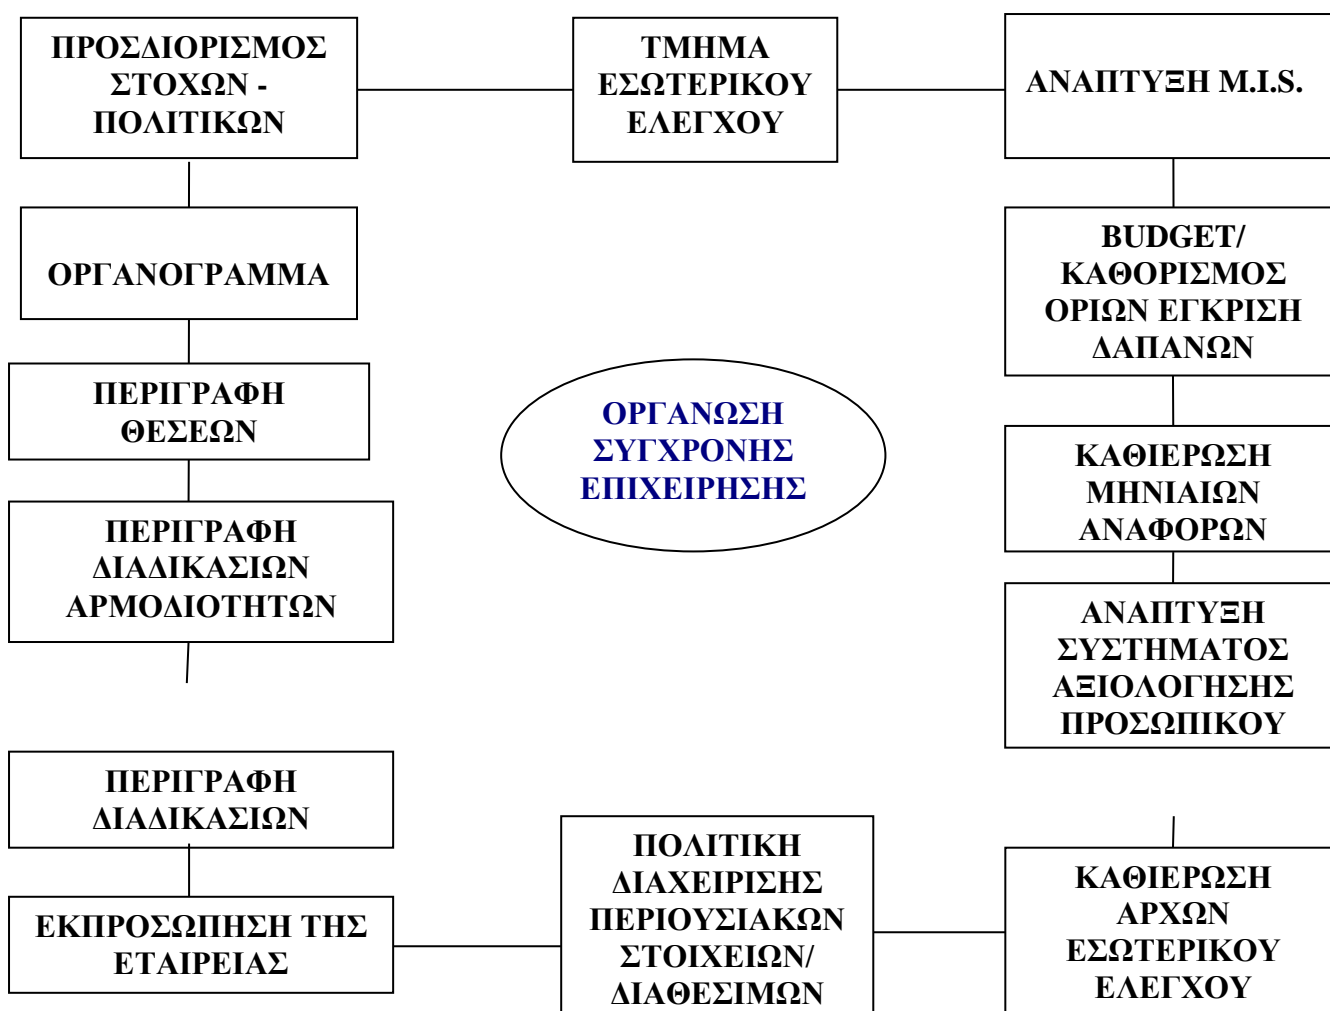 ΠΡΟΣΔΙΟΡΙΣΜΟΣ
ΣΤΟΧΩΝ -
ΠΟΛΙΤΙΚΩΝ
ΤΜΗΜΑ
ΕΣΩΤΕΡΙΚΟΥ
ΕΛΕΓΧΟΥ
ΑΝΑΠΤΥΞΗ M.I.S.
ΟΡΓΑΝΟΓΡΑΜΜΑ
BUDGET/
ΚΑΘΟΡΙΣΜΟΣ
ΟΡΙΩΝ ΕΓΚΡΙΣΗ
ΔΑΠΑΝΩΝ
ΠΕΡΙΓΡΑΦΗ
ΘΕΣΕΩΝ
ΟΡΓΑΝΩΣΗ
ΣΥΓΧΡΟΝΗΣ
ΕΠΙΧΕΙΡΗΣΗΣ
ΚΑΘΙΕΡΩΣΗ
ΜΗΝΙΑΙΩΝ
ΑΝΑΦΟΡΩΝ
ΠΕΡΙΓΡΑΦΗ
ΔΙΑΔΙΚΑΣΙΩΝ
ΑΡΜΟΔΙΟΤΗΤΩΝ
ΑΝΑΠΤΥΞΗ
ΣΥΣΤΗΜΑΤΟΣ
ΑΞΙΟΛΟΓΗΣΗΣ
ΠΡΟΣΩΠΙΚΟΥ
ΠΕΡΙΓΡΑΦΗ
ΔΙΑΔΙΚΑΣΙΩΝ
ΕΚΠΡΟΣΩΠΗΣΗ ΤΗΣ
ΕΤΑΙΡΕΙΑΣ
ΠΟΛΙΤΙΚΗ
ΔΙΑΧΕΙΡΙΣΗΣ
ΠΕΡΙΟΥΣΙΑΚΩΝ
ΣΤΟΙΧΕΙΩΝ/
ΔΙΑΘΕΣΙΜΩΝ
ΚΑΘΙΕΡΩΣΗ
ΑΡΧΩΝ
ΕΣΩΤΕΡΙΚΟΥ
ΕΛΕΓΧΟΥ